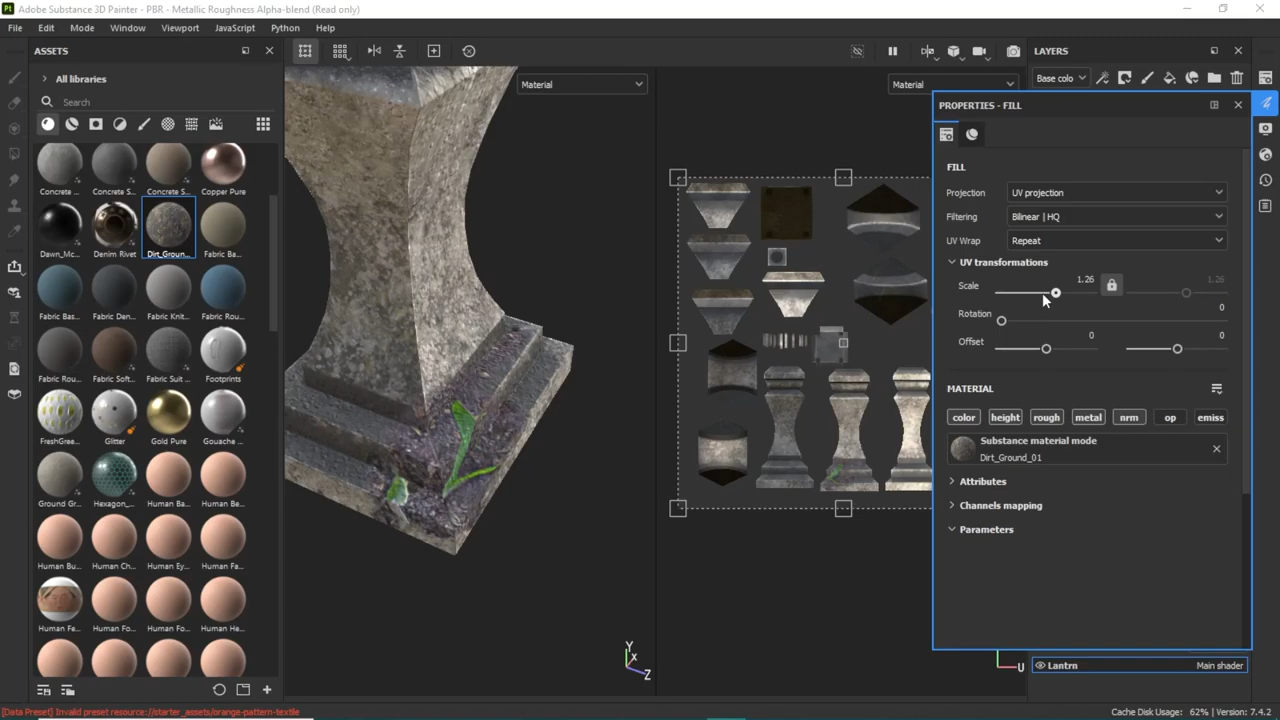 Pt Adobe Substance 3D Painter - PBR - Metallic Roughness Alpha-blend (Read only)
File Edit Mode Window Viewport JavaScript Python Help
ASSETS
All libraries
Search
Concrete ... Concrete S... Concrete S... Copper Pure
Dawn_Mc... Denim Rivet Dirt_Groun... Fabric Ba...
Fabric Bas... Fabric Den... Fabric Knit... Fabric Rou...
Fabric Rou... Fabric Soft... Fabric Suit ... Footprints
FreshGree... Glitter Gold Pure Gouache ...
Ground Gr... Hexagon_... Human Ba... Human Be...
Human Bu... Human Ch... Human Ey... Human Fa...
Human Fe... Human Fo... Human Fo... Human He...
Material
Y
X
Z
Material
U
LAYERS
Base colo
PROPERTIES - FILL
FILL
Projection UV projection
Filtering Bilinear | HQ
UV Wrap Repeat
UV transformations
Scale 1.26 1.26
Rotation 0
Offset 0 0
MATERIAL
color height rough metal nrm op emiss
Substance material mode
Dirt_Ground_01
Attributes
Channels mapping
Parameters
Lantrn Main shader
[Data Preset] Invalid preset resource://starter_assets/orange-pattern-textile
Cache Disk Usage: 62% | Version: 7.4.2